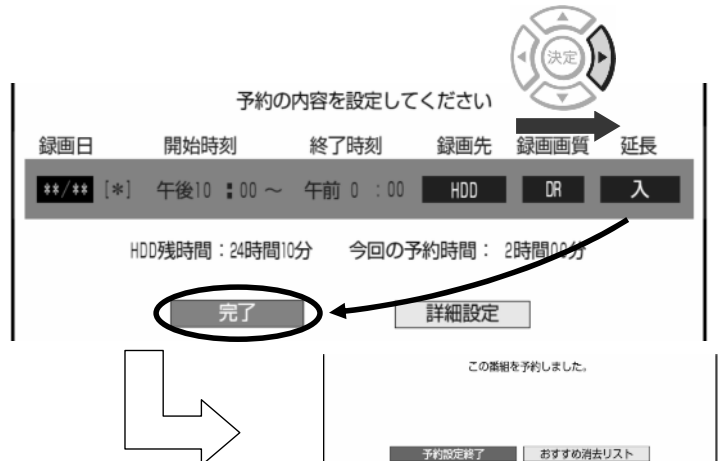 決定
予約の内容を設定してください
録画日 開始時刻 終了時刻 録画先 録画画質 延長
**/** [*] 午後10:00～ 午前 0:00 HDD DR 入
HDD残時間：24時間10分 今回の予約時間： 2時間00分
完了 詳細設定
この番組を予約しました。
予約設定終了 おすすめ消去リスト